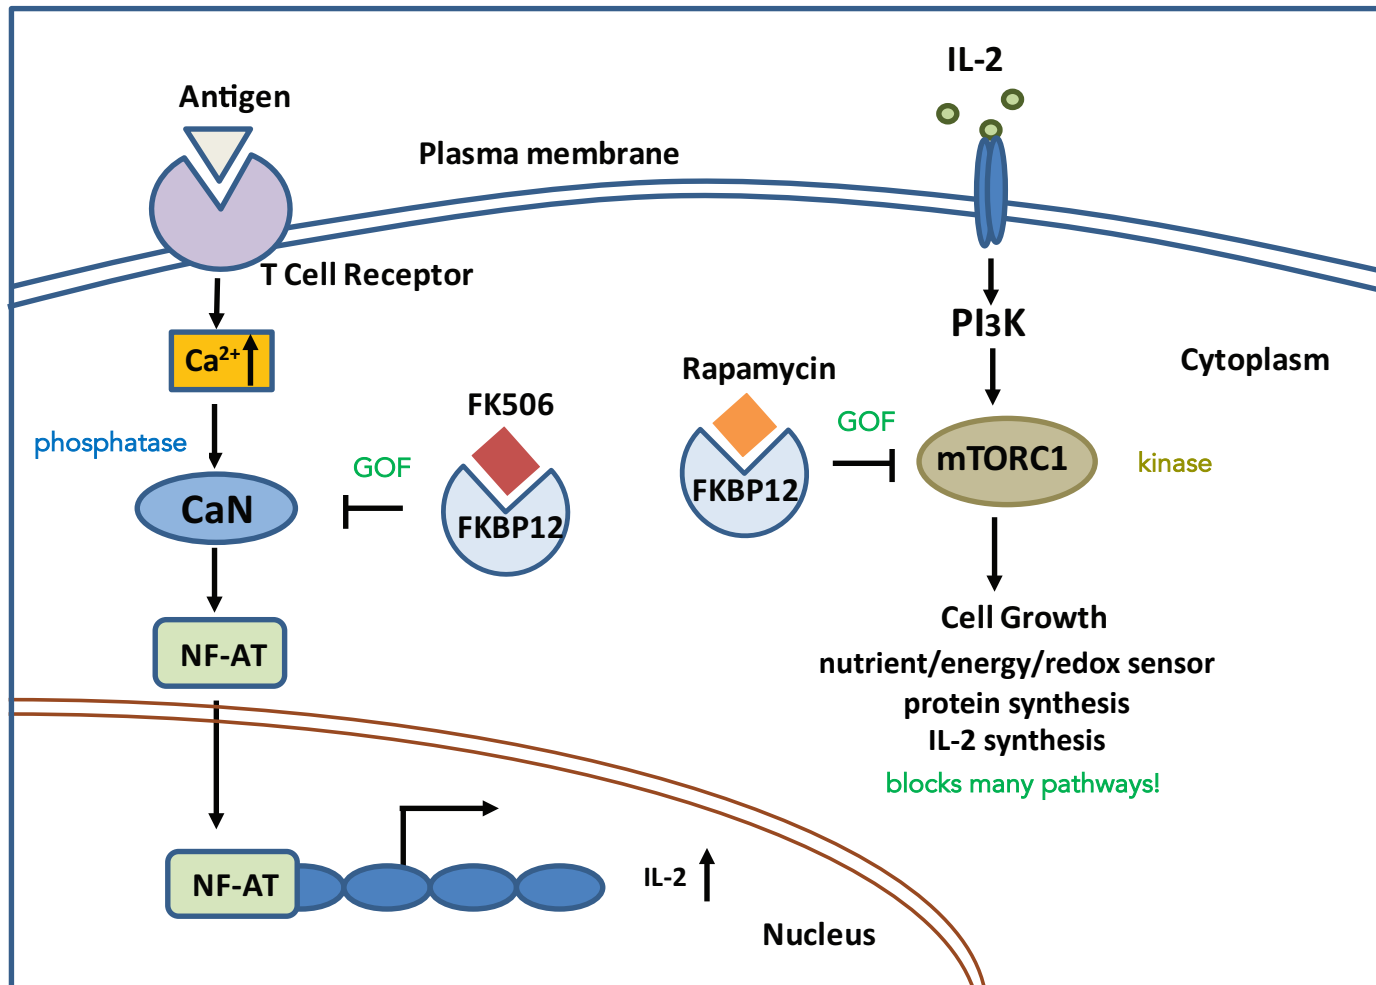 IL-2
Antigen
Plasma membrane
T Cell Receptor
PI3K
Ca2+
Cytoplasm
Rapamycin
FK506
GOF
phosphatase
GOF
mTORC1
kinase
FKBP12
CaN
FKBP12
Cell Growth
NF-AT
nutrient/energy/redox sensor
protein synthesis
IL-2 synthesis
blocks many pathways!
NF-AT
IL-2
Nucleus